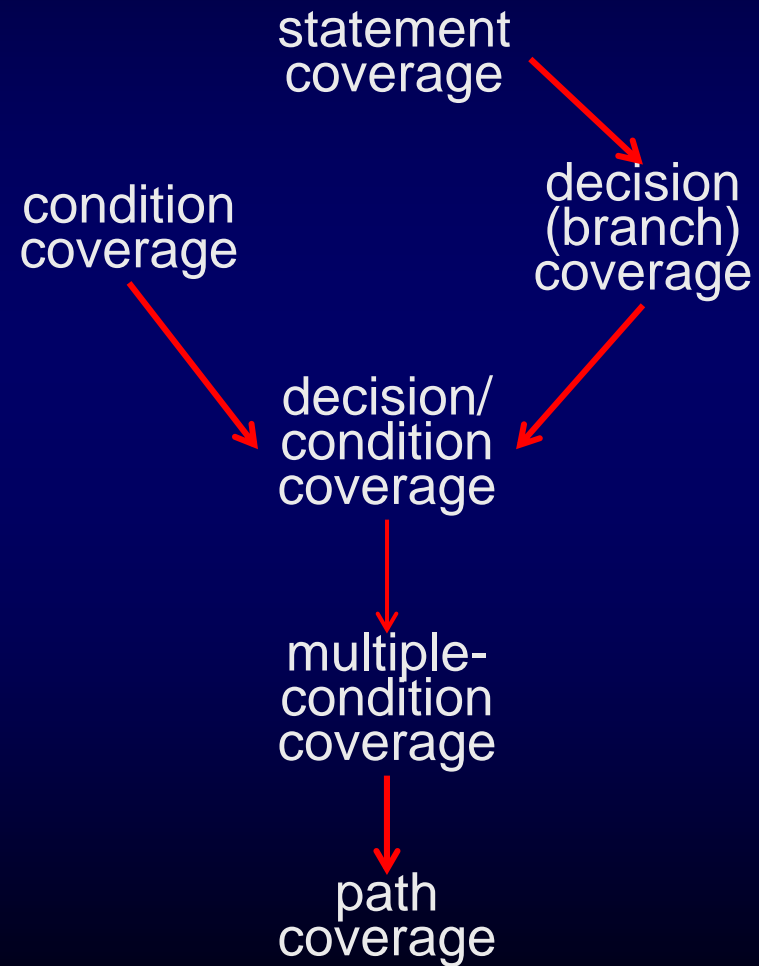 statement
coverage
condition
coverage
decision
(branch)
coverage
decision/
condition
coverage
multiple-
condition
coverage
path
coverage